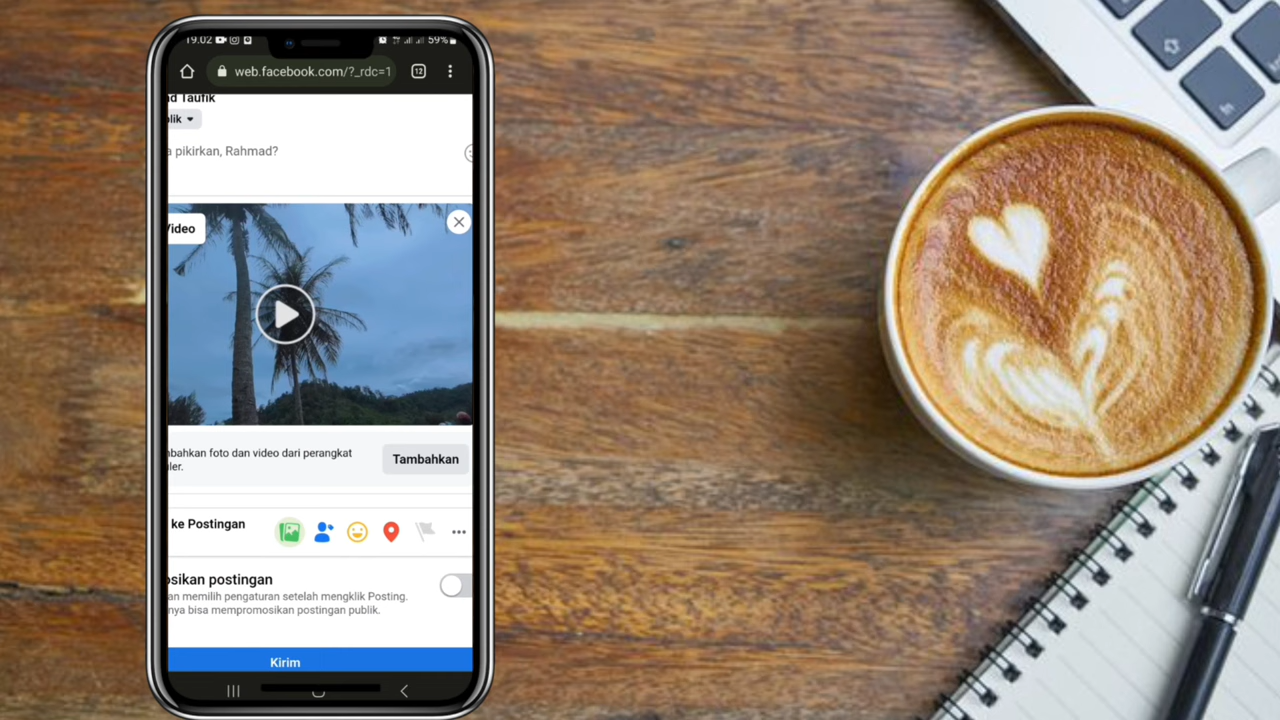 19.02
59%
web.facebook.com/?_rdc=1
12
d Taufik
lik
a pikirkan, Rahmad?
Video
nbahkan foto dan video dari perangkat
ler.
Tambahkan
ke Postingan
osikan postingan
an memilih pengaturan setelah mengklik Posting.
nya bisa mempromosikan postingan publik.
Kirim
fn